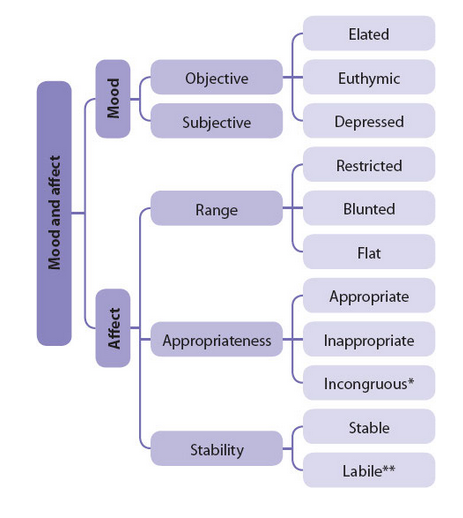 Mood and affect
Mood
Objective
Elated
Euthymic
Depressed
Subjective
Affect
Range
Restricted
Blunted
Flat
Appropriateness
Appropriate
Inappropriate
Incongruous*
Stability
Stable
Labile**